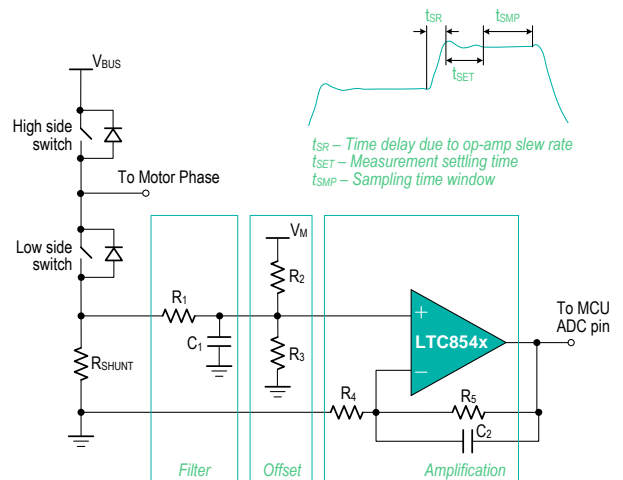 tSR
tSMP
tSET
tSR – Time delay due to op-amp slew rate
tSET – Measurement settling time
tSMP – Sampling time window
VBUS
High side
switch
To Motor Phase
Low side
switch
VM
R1
R2
C1
R3
RSHUNT
LTC854x
+
−
To MCU
ADC pin
R4
R5
C2
Filter
Offset
Amplification